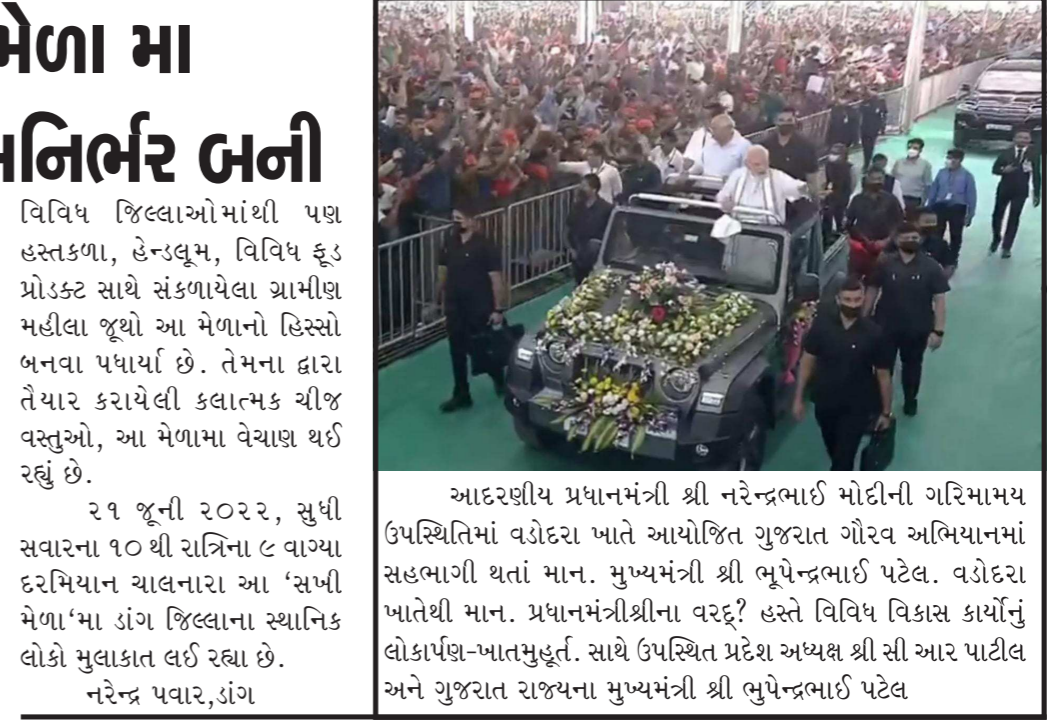 મેળા મા
નિર્ભર બની
વિવિધ જિલ્લાઓમાંથી પણ
હસ્તકળા, હેન્ડલૂમ, વિવિધ ફૂડ
પ્રોડક્ટ સાથે સંકળાયેલા ગ્રામીણ
મહીલા જૂથો આ મેળાનો હિસ્સો
બનવા પધાર્યા છે. તેમના દ્વારા
તૈયાર કરાયેલી કલાત્મક ચીજ
વસ્તુઓ, આ મેળામા વેચાણ થઈ
રહ્યું છે.
૨૧ જૂની ૨૦૨૨, સુધી
સવારના ૧૦ થી રાત્રિના ૯ વાગ્યા
દરમિયાન ચાલનારા આ ‘સખી
મેળા‘મા ડાંગ જિલ્લાના સ્થાનિક
લોકો મુલાકાત લઈ રહ્યા છે.
નરેન્દ્ર પવાર,ડાંગ
આદરણીય પ્રધાનમંત્રી શ્રી નરેન્દ્રભાઈ મોદીની ગરિમામય
ઉપસ્થિતિમાં વડોદરા ખાતે આયોજિત ગુજરાત ગૌરવ અભિયાનમાં
સહભાગી થતાં માન. મુખ્યમંત્રી શ્રી ભૂપેન્દ્રભાઈ પટેલ. વડોદરા
ખાતેથી માન. પ્રધાનમંત્રીશ્રીના વરદ્? હસ્તે વિવિધ વિકાસ કાર્યોનું
લોકાર્પણ-ખાતમુહૂર્ત. સાથે ઉપસ્થિત પ્રદેશ અધ્યક્ષ શ્રી સી આર પાટીલ
અને ગુજરાત રાજ્યના મુખ્યમંત્રી શ્રી ભુપેન્દ્રભાઈ પટેલ